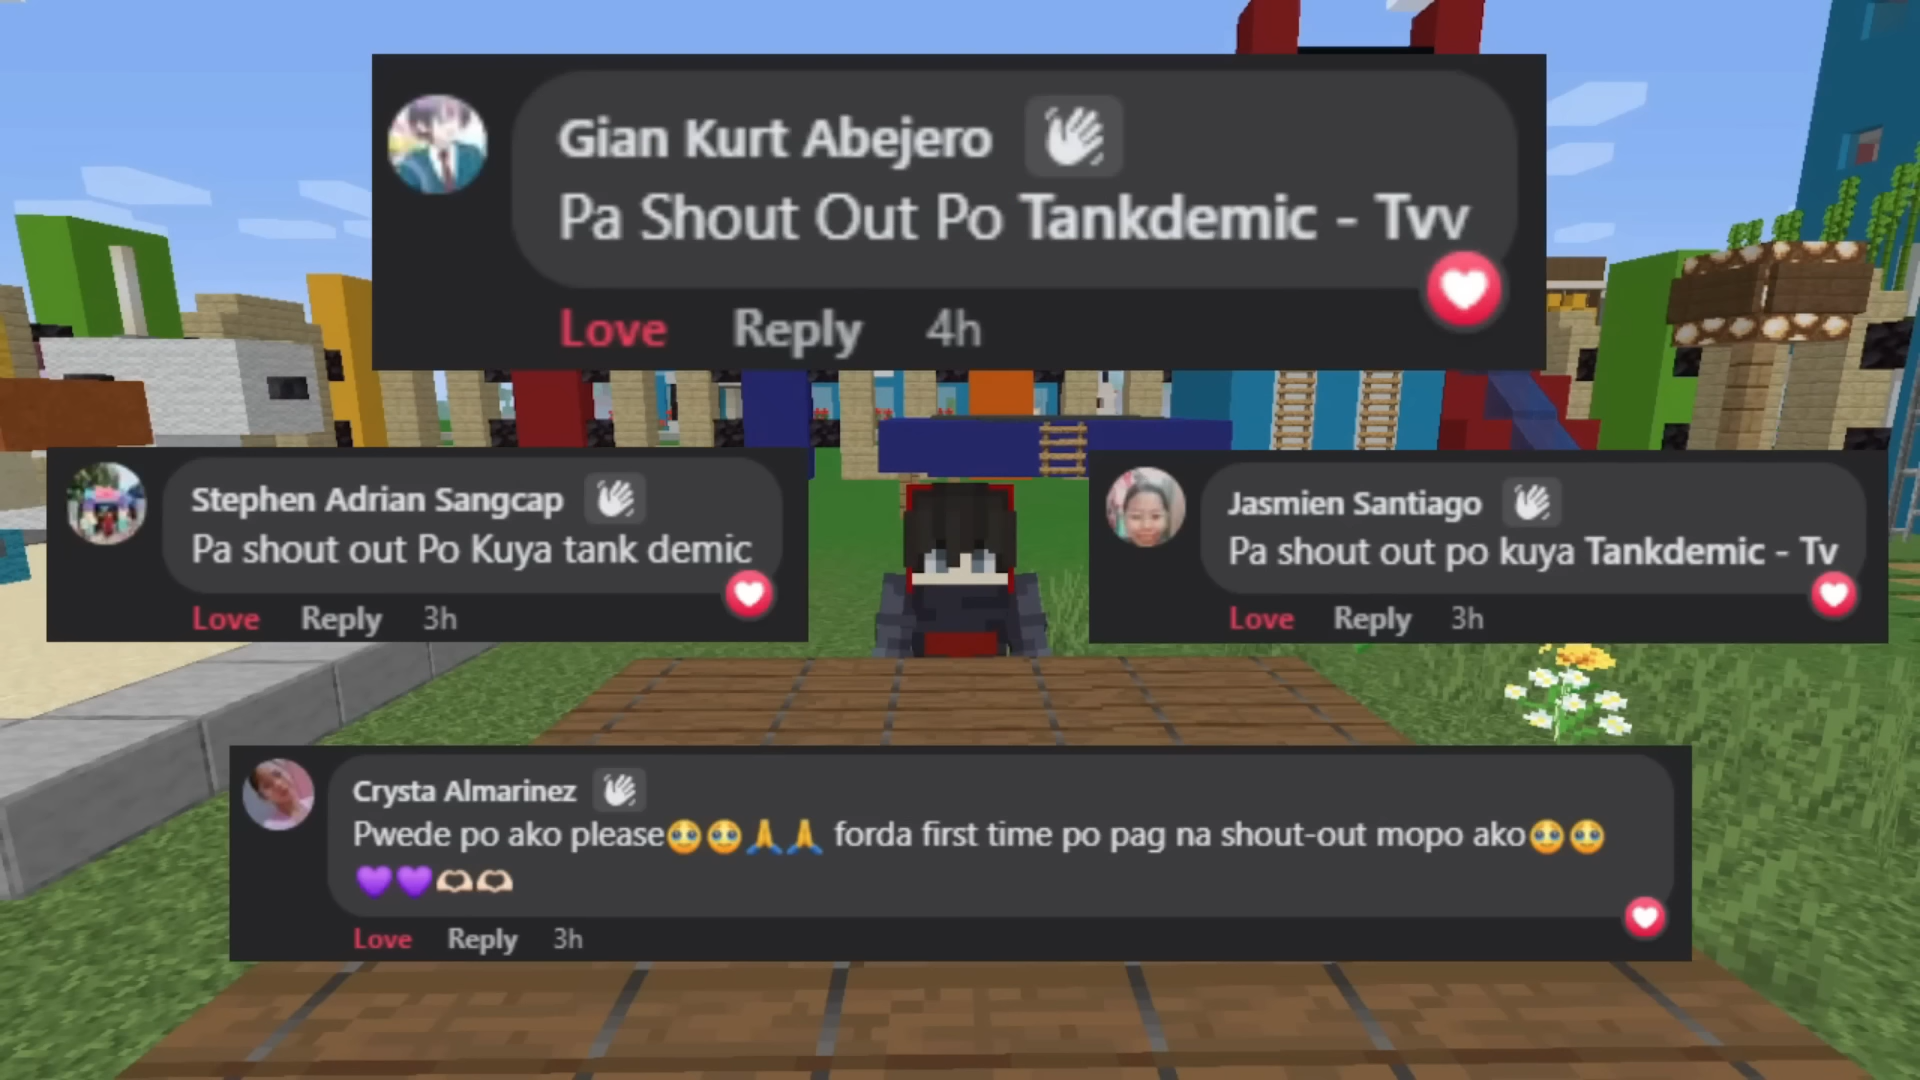 Gian Kurt Abejero 👋
Pa Shout Out Po Tankdemic - Tvv
Love Reply 4h
Stephen Adrian Sangcap 👋
Pa shout out Po Kuya tank demic
Love Reply 3h
Jasmien Santiago 👋
Pa shout out po kuya Tankdemic - Tv
Love Reply 3h
Crysta Almarinez 👋
Pwede po ako please🥹🥹🙏🙏 forda first time po pag na shout-out mopo ako🥹🥹
💜💜🫶🏻🫶🏻
Love Reply 3h